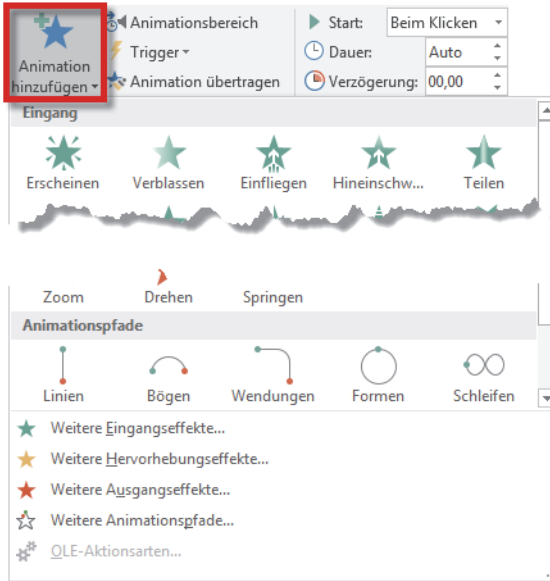 Animation hinzufügen
Animationsbereich
Trigger
Animation übertragen
Start: Beim Klicken
Dauer: Auto
Verzögerung: 00,00
Eingang
Erscheinen Verblassen Einfliegen Hineinschw... Teilen
Zoom Drehen Springen
Animationspfade
Linien Bögen Wendungen Formen Schleifen
Weitere Eingangseffekte...
Weitere Hervorhebungseffekte...
Weitere Ausgangseffekte...
Weitere Animationspfade...
OLE-Aktionsarten...